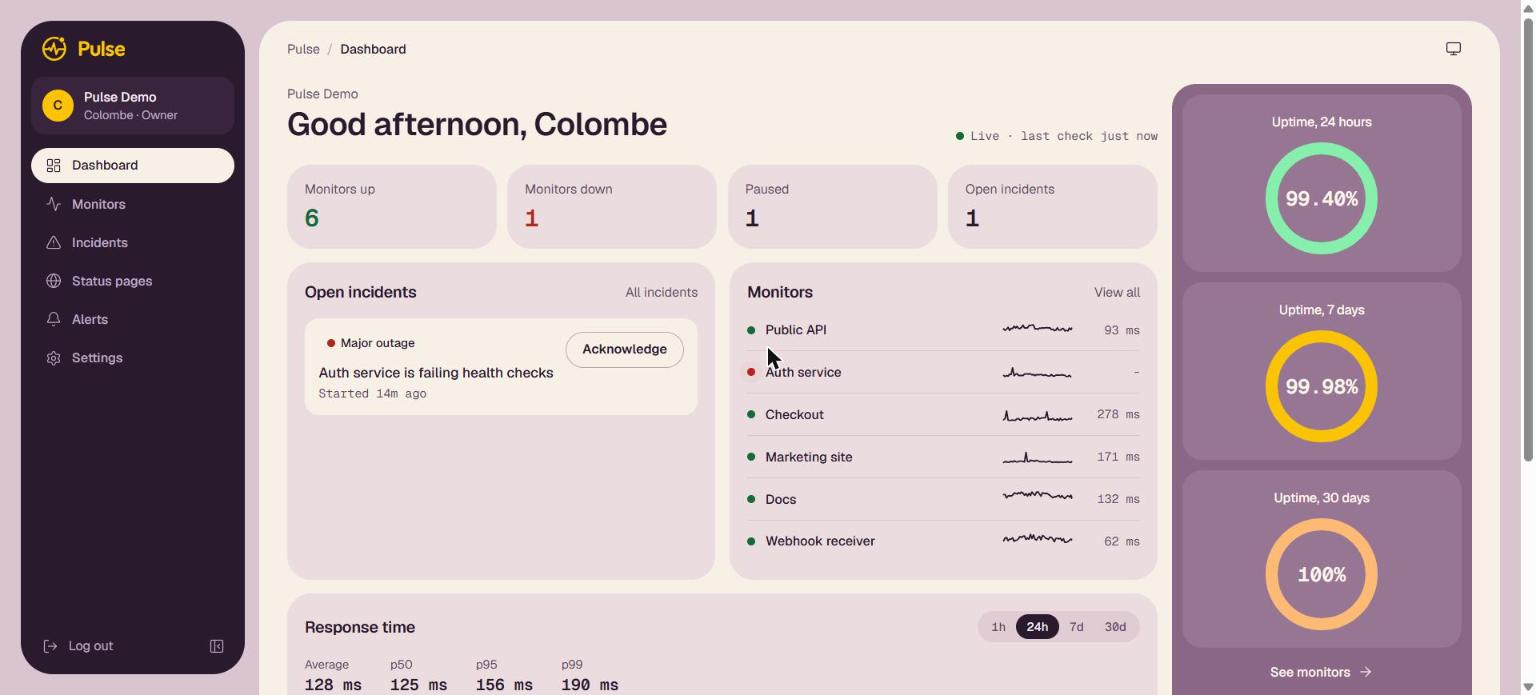 Pulse
C
Pulse Demo
Colombe · Owner
Dashboard
Monitors
Incidents
Status pages
Alerts
Settings
Log out
Pulse / Dashboard
Pulse Demo
Good afternoon, Colombe
Live · last check just now
Monitors up
6
Monitors down
1
Paused
1
Open incidents
1
Open incidents
All incidents
Major outage
Acknowledge
Auth service is failing health checks
Started 14m ago
Monitors
View all
Public API 93 ms
Auth service -
Checkout 278 ms
Marketing site 171 ms
Docs 132 ms
Webhook receiver 62 ms
Response time
1h 24h 7d 30d
Average p50 p95 p99
128 ms 125 ms 156 ms 190 ms
Uptime, 24 hours
99.40%
Uptime, 7 days
99.98%
Uptime, 30 days
100%
See monitors